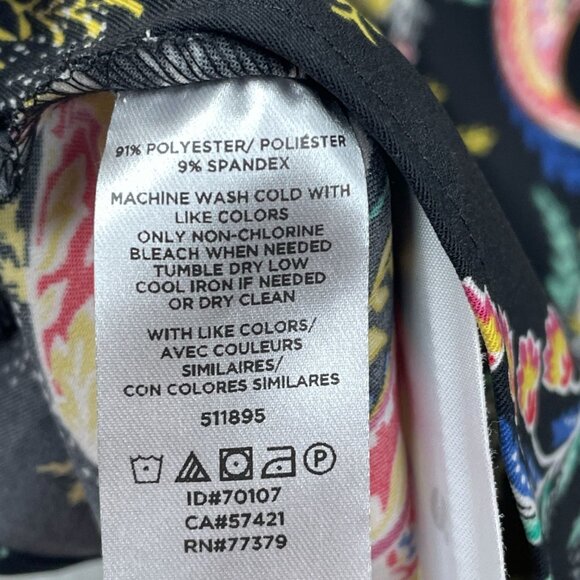 91% POLYESTER/ POLIÉSTER
9% SPANDEX
MACHINE WASH COLD WITH
LIKE COLORS
ONLY NON-CHLORINE
BLEACH WHEN NEEDED
TUMBLE DRY LOW
COOL IRON IF NEEDED
OR DRY CLEAN
WITH LIKE COLORS/
AVEC COULEURS
SIMILAIRES/
CON COLORES SIMILARES
511895
P
ID#70107
CA#57421
RN#77379